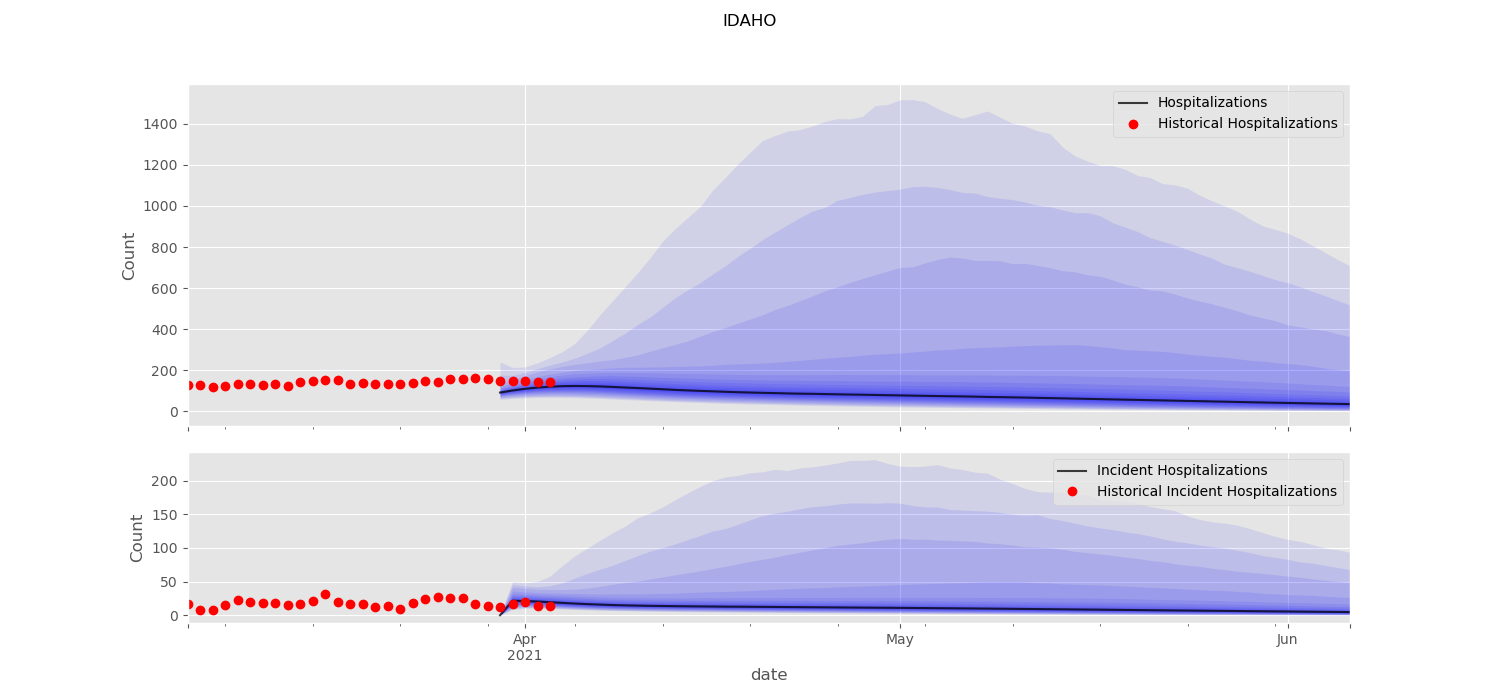 IDAHO
Hospitalizations
Historical Hospitalizations
1400
1200
1000
800
600
400
200
0
Count
Incident Hospitalizations
Historical Incident Hospitalizations
200
150
100
50
0
Count
Apr
2021
May
Jun
date